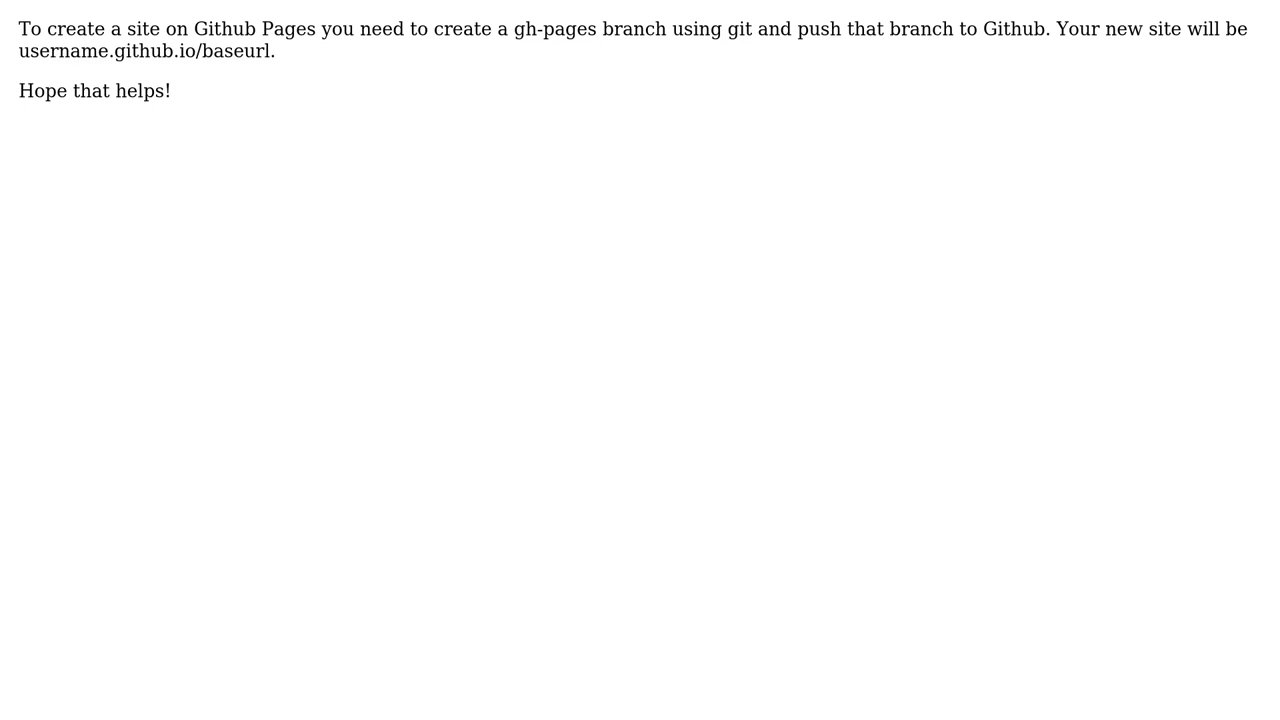 To create a site on Github Pages you need to create a gh-pages branch using git and push that branch to Github. Your new site will be
username.github.io/baseurl.
Hope that helps!